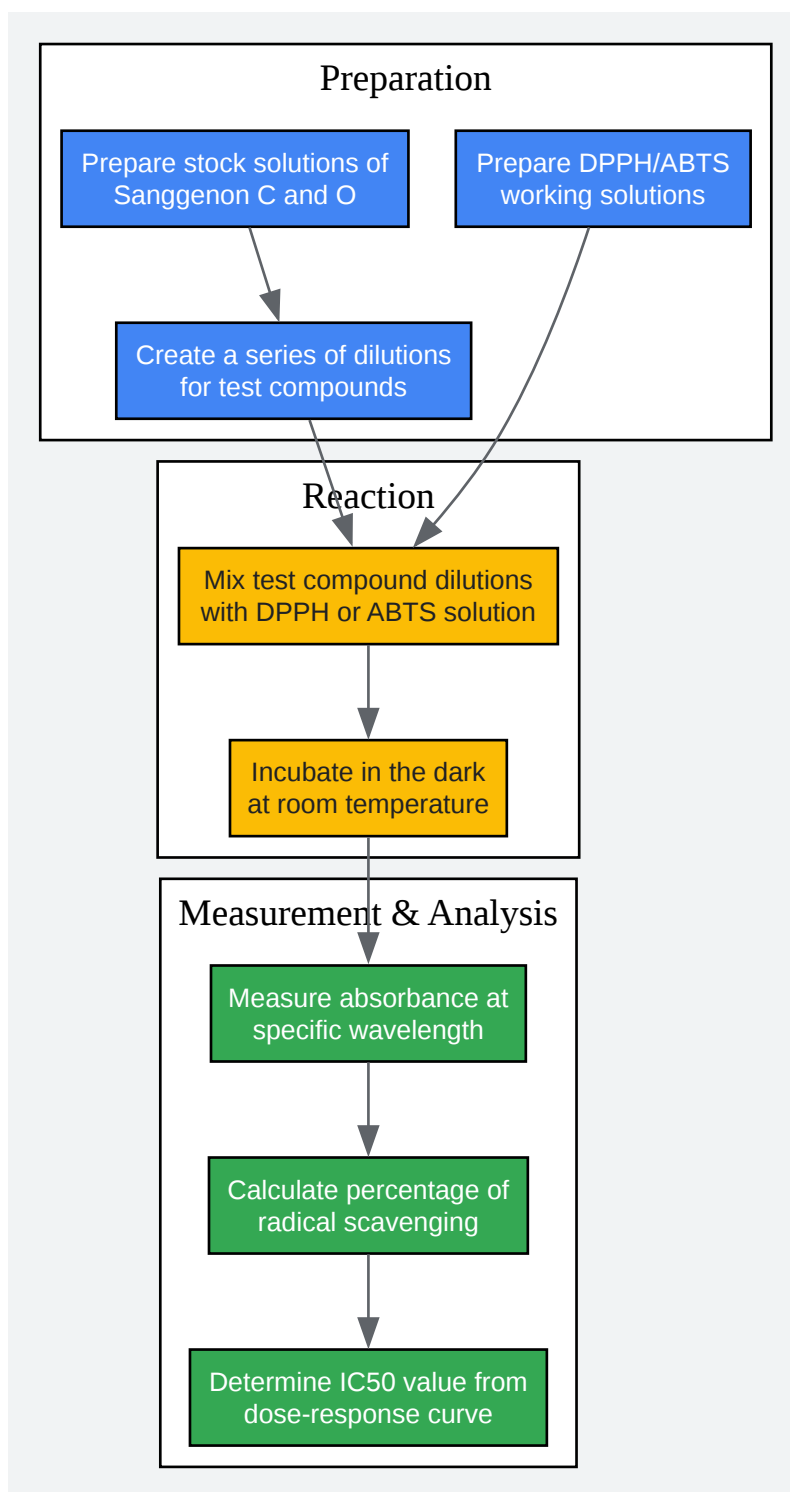 Preparation
Prepare stock solutions of
Sanggenon C and O
Prepare DPPH/ABTS
working solutions
Create a series of dilutions
for test compounds
Reaction
Mix test compound dilutions
with DPPH or ABTS solution
Incubate in the dark
at room temperature
Measurement & Analysis
Measure absorbance at
specific wavelength
Calculate percentage of
radical scavenging
Determine IC50 value from
dose-response curve